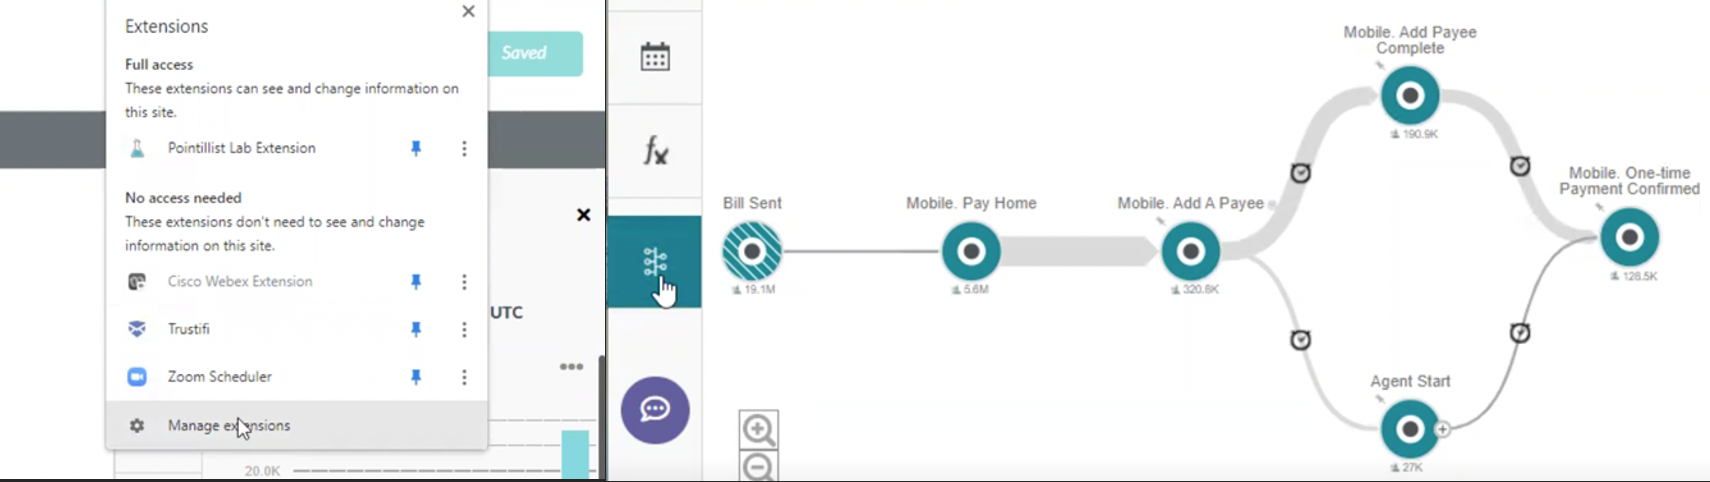 Extensions
Full access
These extensions can see and change information on
this site.
Pointillist Lab Extension
No access needed
These extensions don't need to see and change
information on this site.
Cisco Webex Extension
Trustifi
Zoom Scheduler
Manage extensions
Saved
UTC
20.0K
fx
Bill Sent
19.1M
Mobile. Pay Home
5.6M
Mobile. Add A Payee
320.8K
Mobile. Add Payee
Complete
190.9K
Agent Start
27K
Mobile. One-time
Payment Confirmed
128.5K